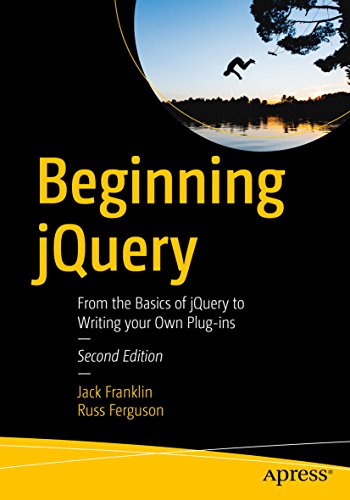 Beginning
jQuery
From the Basics of jQuery to
Writing your Own Plug-ins
—
Second Edition
—
Jack Franklin
Russ Ferguson
Apress®